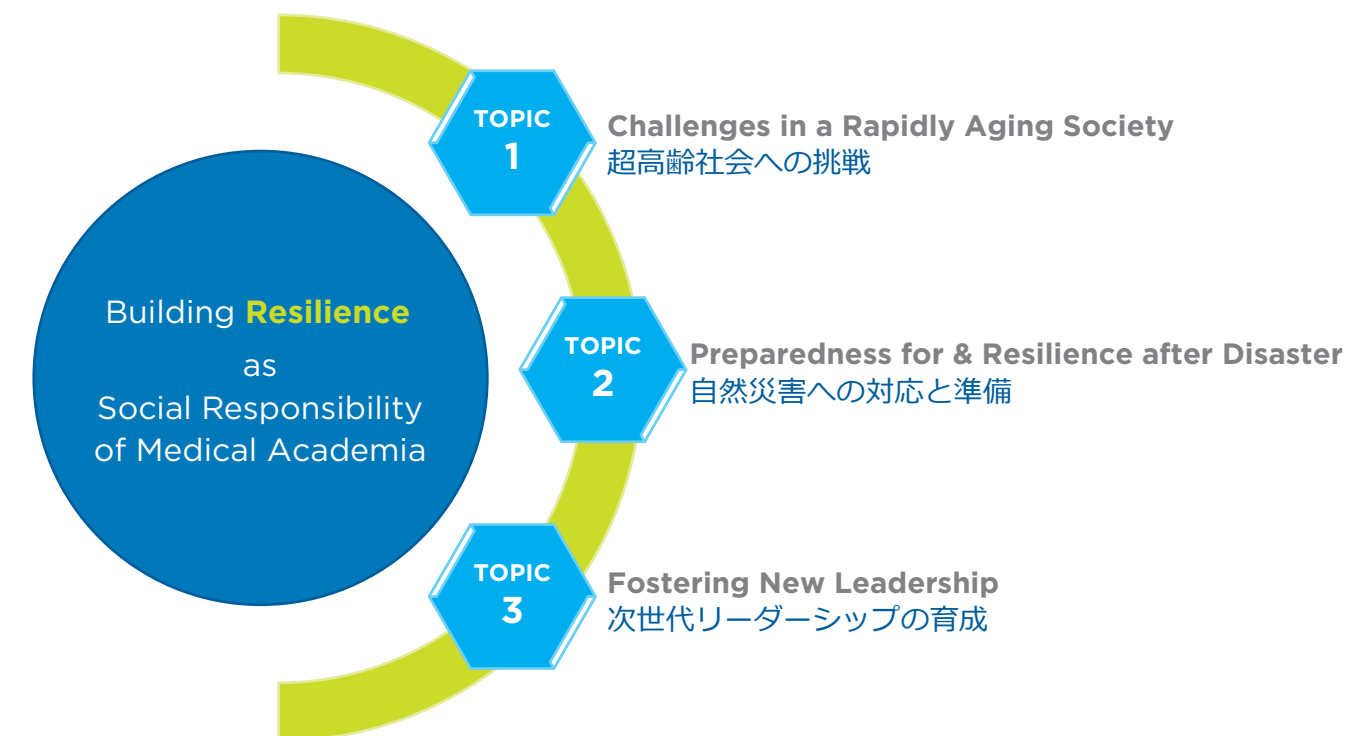 Building Resilience
as
Social Responsibility
of Medical Academia
TOPIC
1
Challenges in a Rapidly Aging Society
超高齢社会への挑戦
TOPIC
2
Preparedness for & Resilience after Disaster
自然災害への対応と準備
TOPIC
3
Fostering New Leadership
次世代リーダーシップの育成